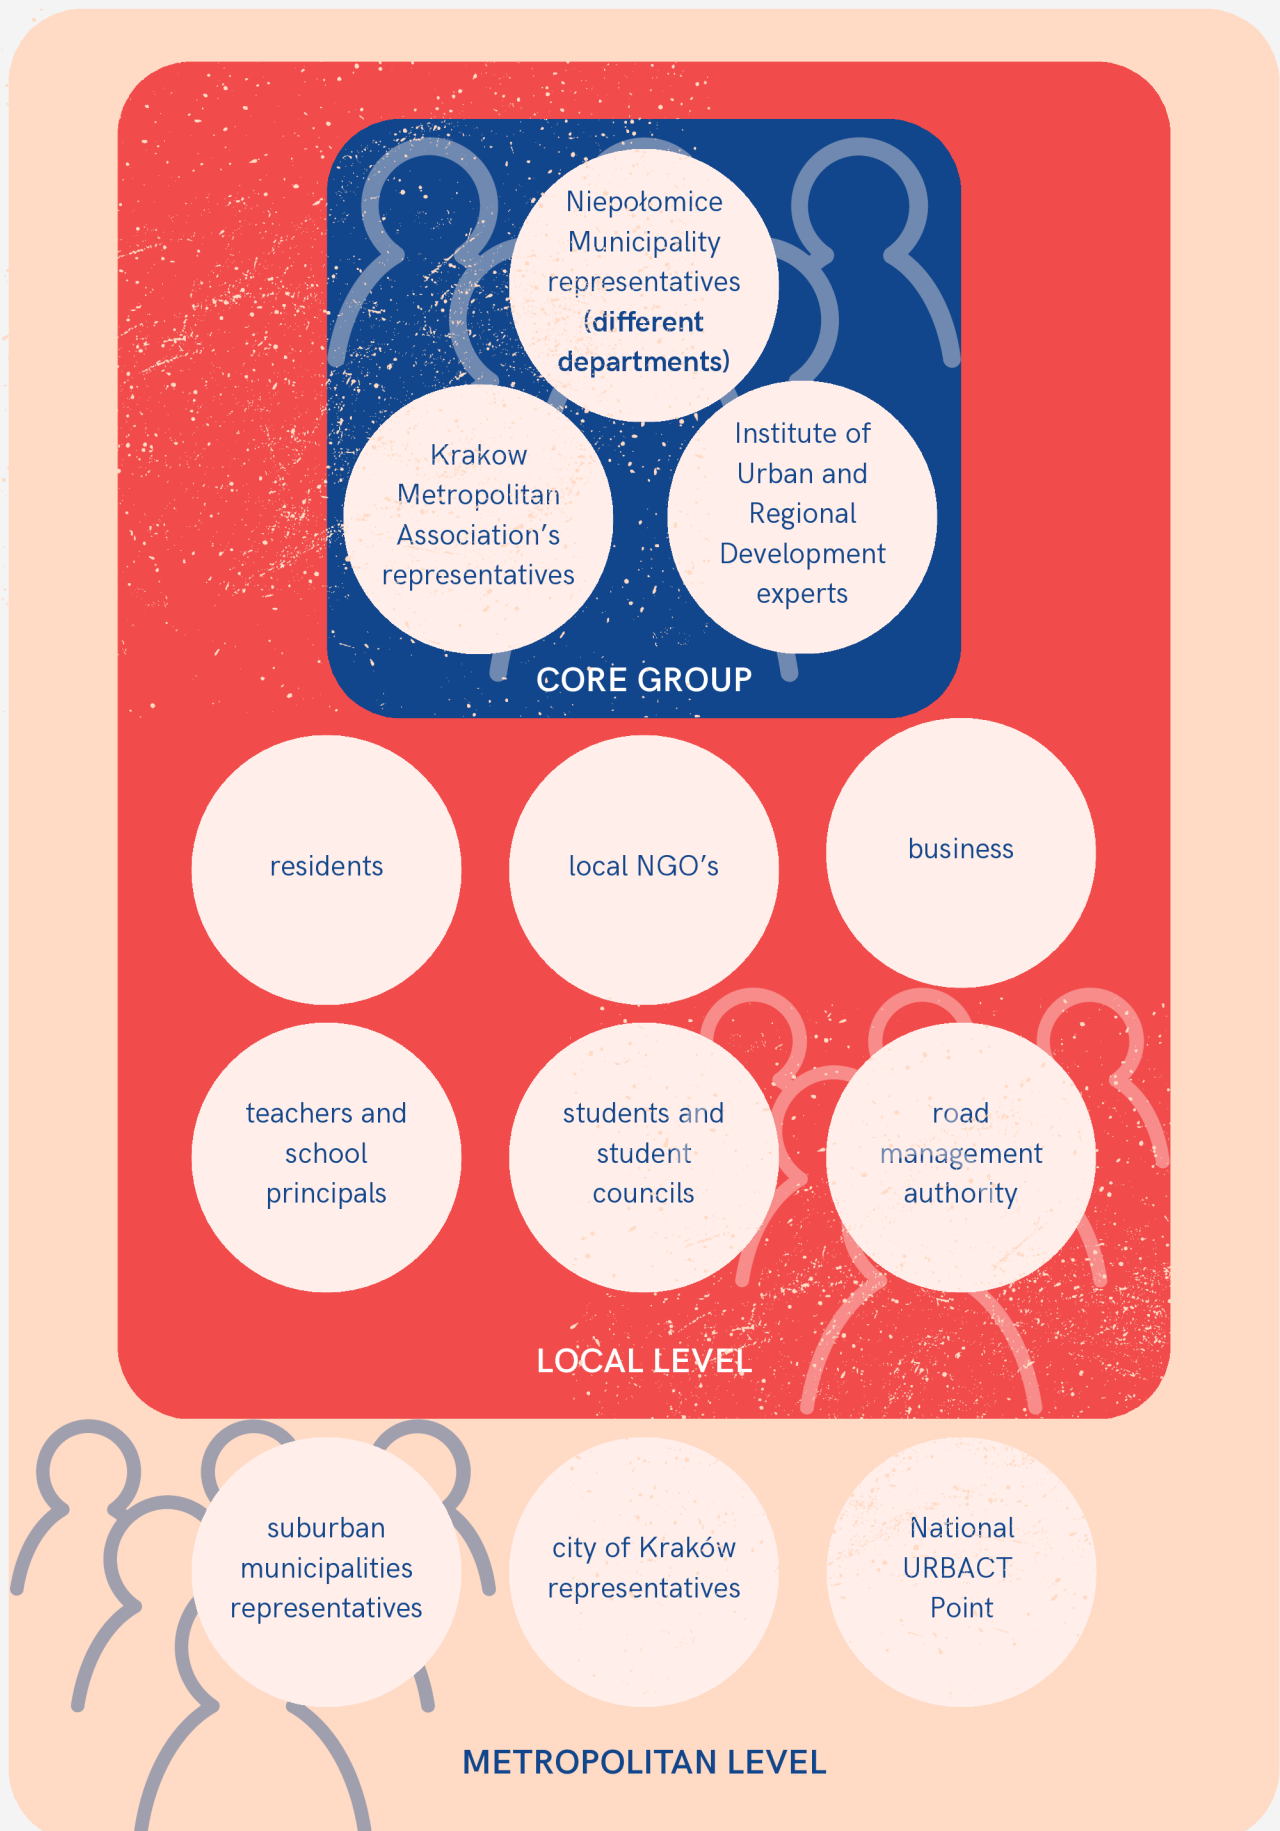 Niepołomice
Municipality
representatives
(different
departments)
Krakow
Metropolitan
Association’s
representatives
Institute of
Urban and
Regional
Development
experts
CORE GROUP
residents
local NGO’s
business
teachers and
school
principals
students and
student
councils
road
management
authority
LOCAL LEVEL
suburban
municipalities
representatives
city of Kraków
representatives
National
URBACT
Point
METROPOLITAN LEVEL